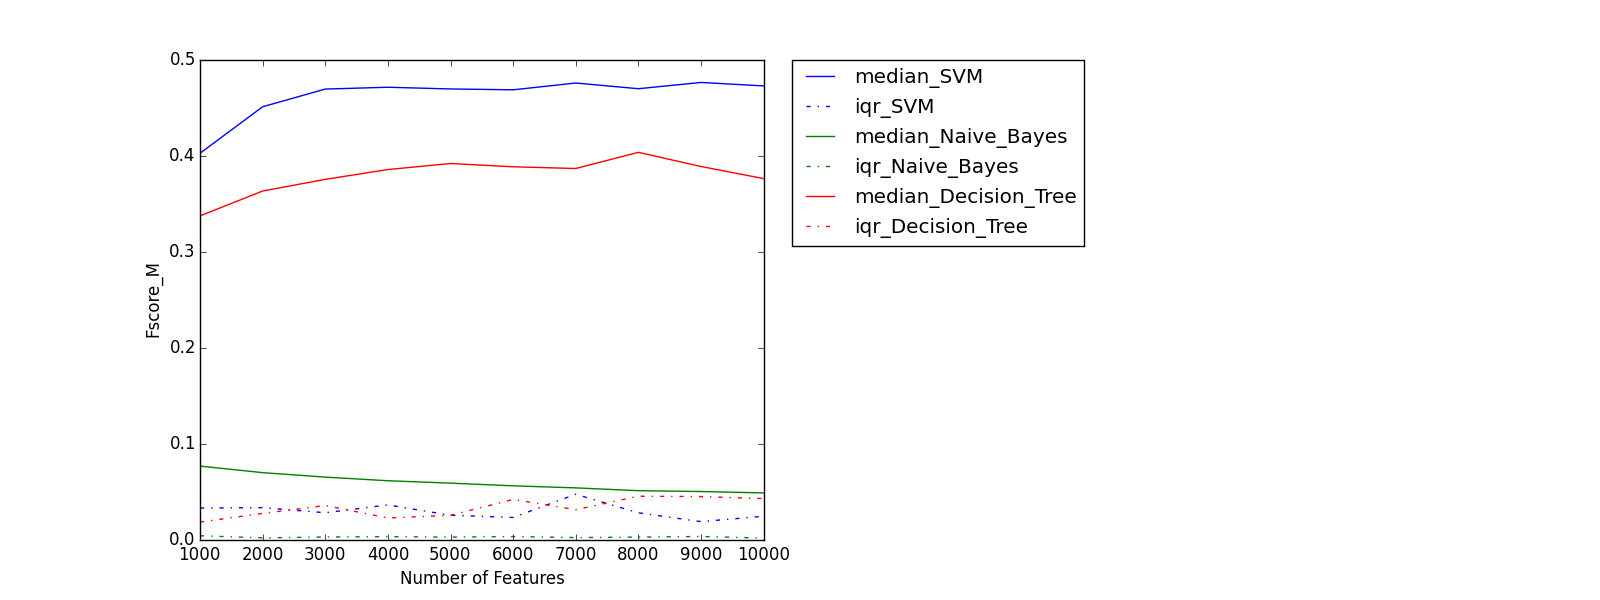 0.5
0.4
0.3
0.2
0.1
0.0
Fscore_M
1000 2000 3000 4000 5000 6000 7000 8000 9000 10000
Number of Features
median_SVM
iqr_SVM
median_Naive_Bayes
iqr_Naive_Bayes
median_Decision_Tree
iqr_Decision_Tree